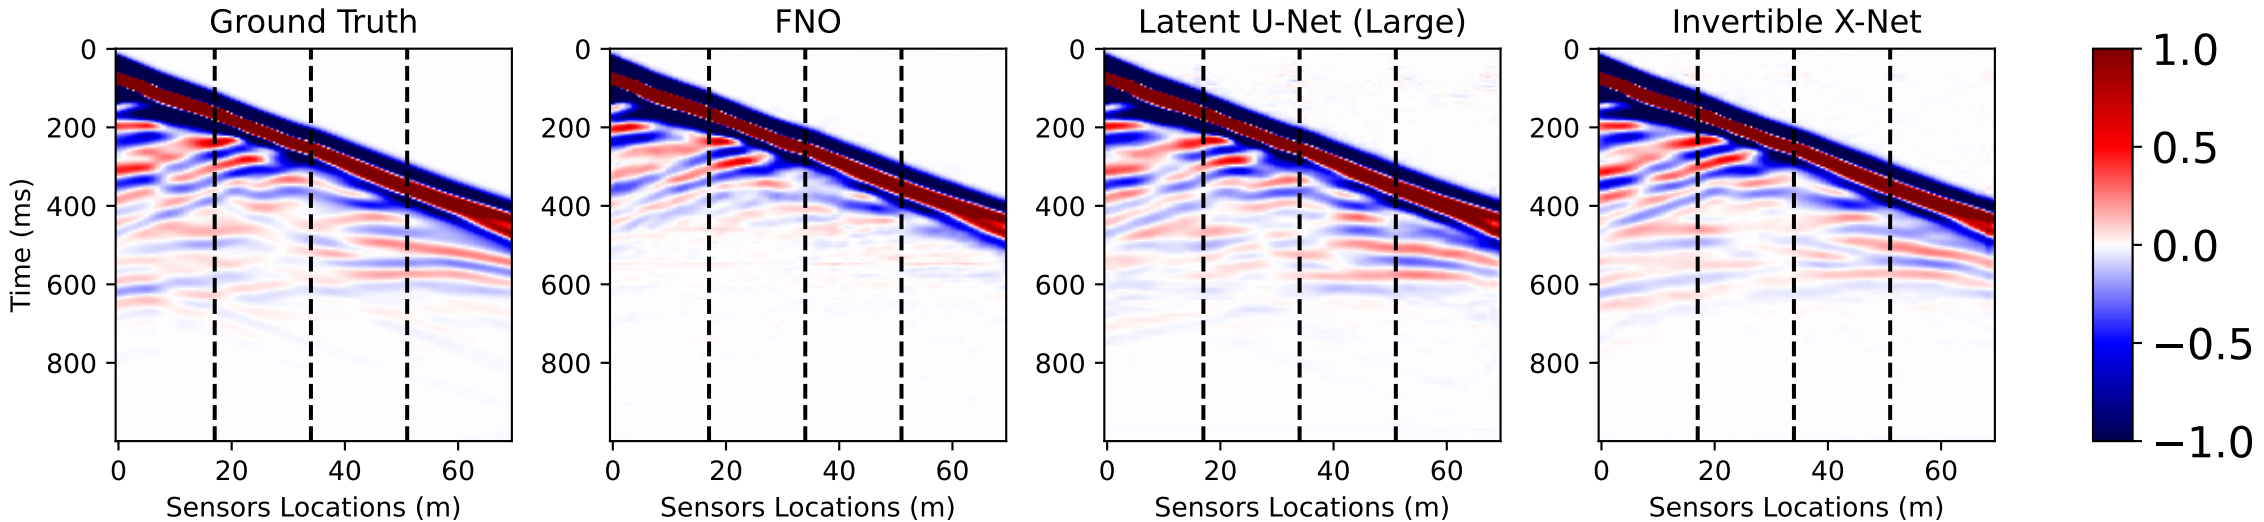 Ground Truth
FNO
Latent U-Net (Large)
Invertible X-Net
0
200
400
600
800
Time (ms)
0 20 40 60
Sensors Locations (m)
0
200
400
600
800
0 20 40 60
Sensors Locations (m)
0
200
400
600
800
0 20 40 60
Sensors Locations (m)
0
200
400
600
800
0 20 40 60
Sensors Locations (m)
1.0
0.5
0.0
−0.5
−1.0